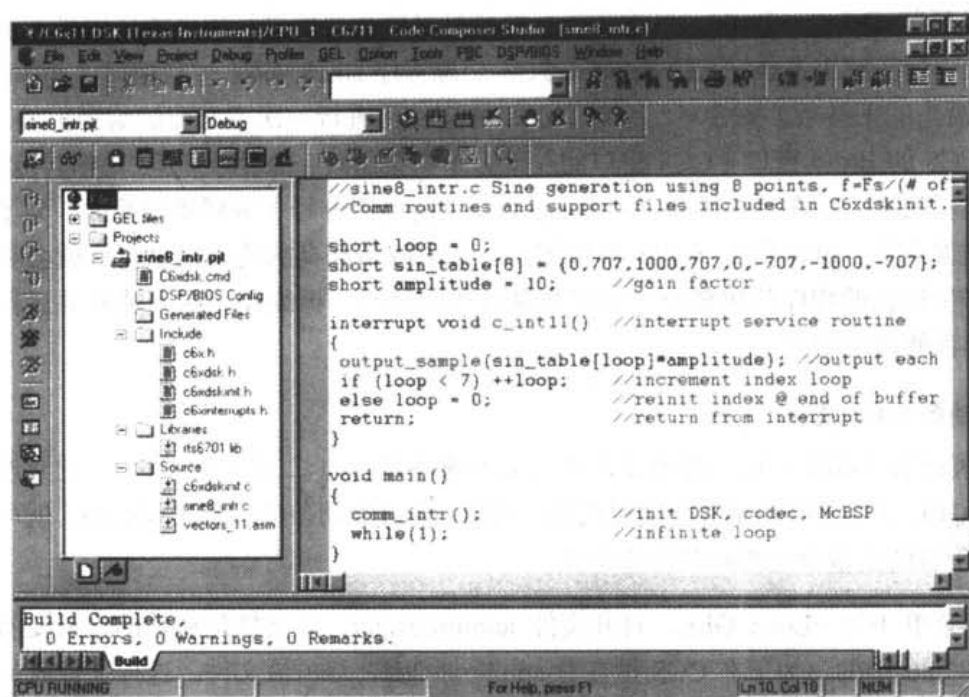 C6x11 DSK (Texas Instruments)/CPU_1 - C6711 - Code Composer Studio - [sine8_intr.c]
File Edit View Project Debug Profiler GEL Option Tools PBC DSP/BIOS Window Help
sine8_intr.pjt Debug
GEL files
Projects
sine8_intr.pjt
C6xdsk.cmd
DSP/BIOS Config
Generated Files
Include
c6x.h
c6xdsk.h
c6xdskinit.h
c6xinterrupts.h
Libraries
rts6701.lib
Source
c6xdskinit.c
sine8_intr.c
vectors_11.asm
//sine8_intr.c Sine generation using 8 points, f=Fs/(# of
//Comm routines and support files included in C6xdskinit.
short loop = 0;
short sin_table[8] = {0,707,1000,707,0,-707,-1000,-707};
short amplitude = 10; //gain factor
interrupt void c_int11() //interrupt service routine
{
output_sample(sin_table[loop]*amplitude); //output each
if (loop < 7) ++loop; //increment index loop
else loop = 0; //reinit index @ end of buffer
return; //return from interrupt
}
void main()
{
comm_intr(); //init DSK, codec, McBSP
while(1); //infinite loop
}
Build Complete,
0 Errors, 0 Warnings, 0 Remarks.
Build
CPU RUNNING For Help, press F1 Ln 10, Col 18 NUM